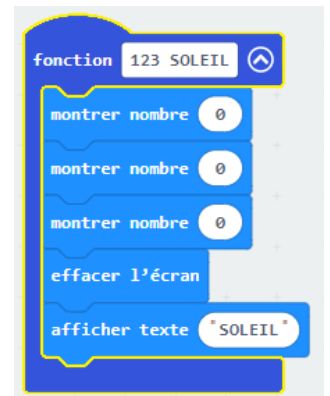 fonction 123 SOLEIL
montrer nombre 0
montrer nombre 0
montrer nombre 0
effacer l'écran
afficher texte "SOLEIL"